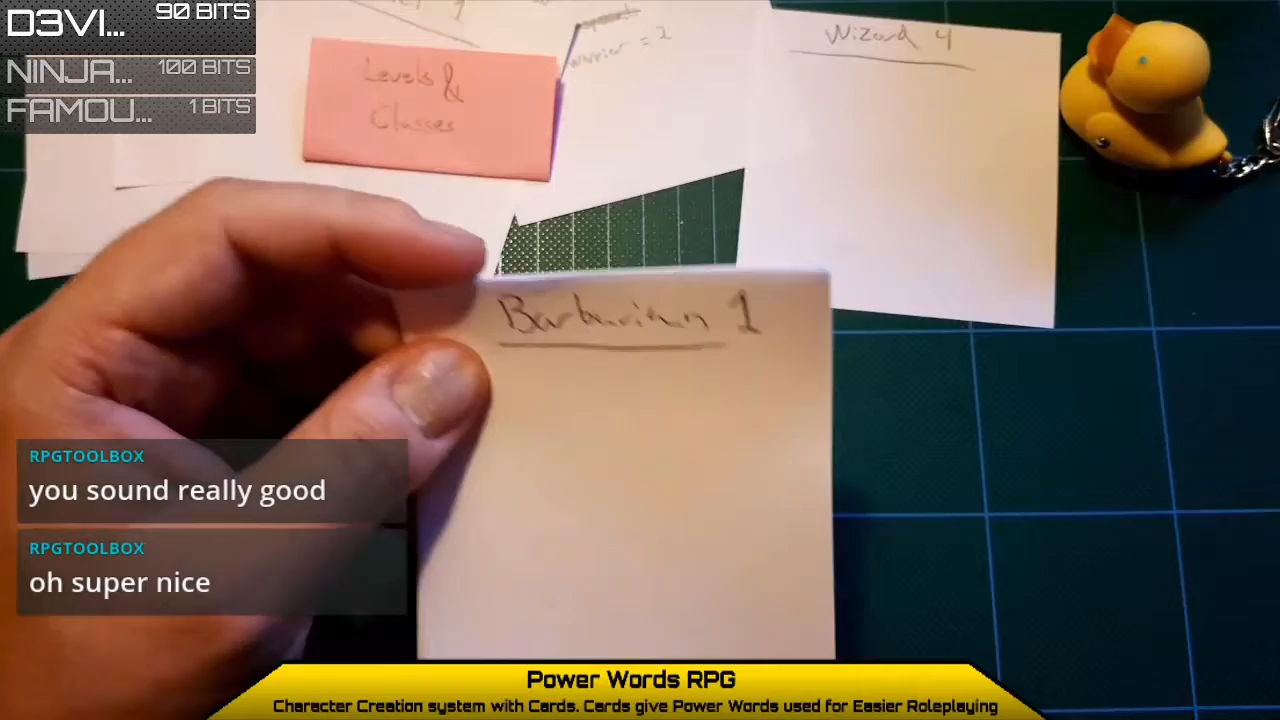 D3VI... 90 BITS
NINJA... 100 BITS
FAMOU... 1 BITS
Levels &
Classes
warrior = 2
Wizard 4
Barbarian 1
RPGTOOLBOX
you sound really good
RPGTOOLBOX
oh super nice
Power Words RPG
Character Creation system with Cards. Cards give Power Words used for Easier Roleplaying